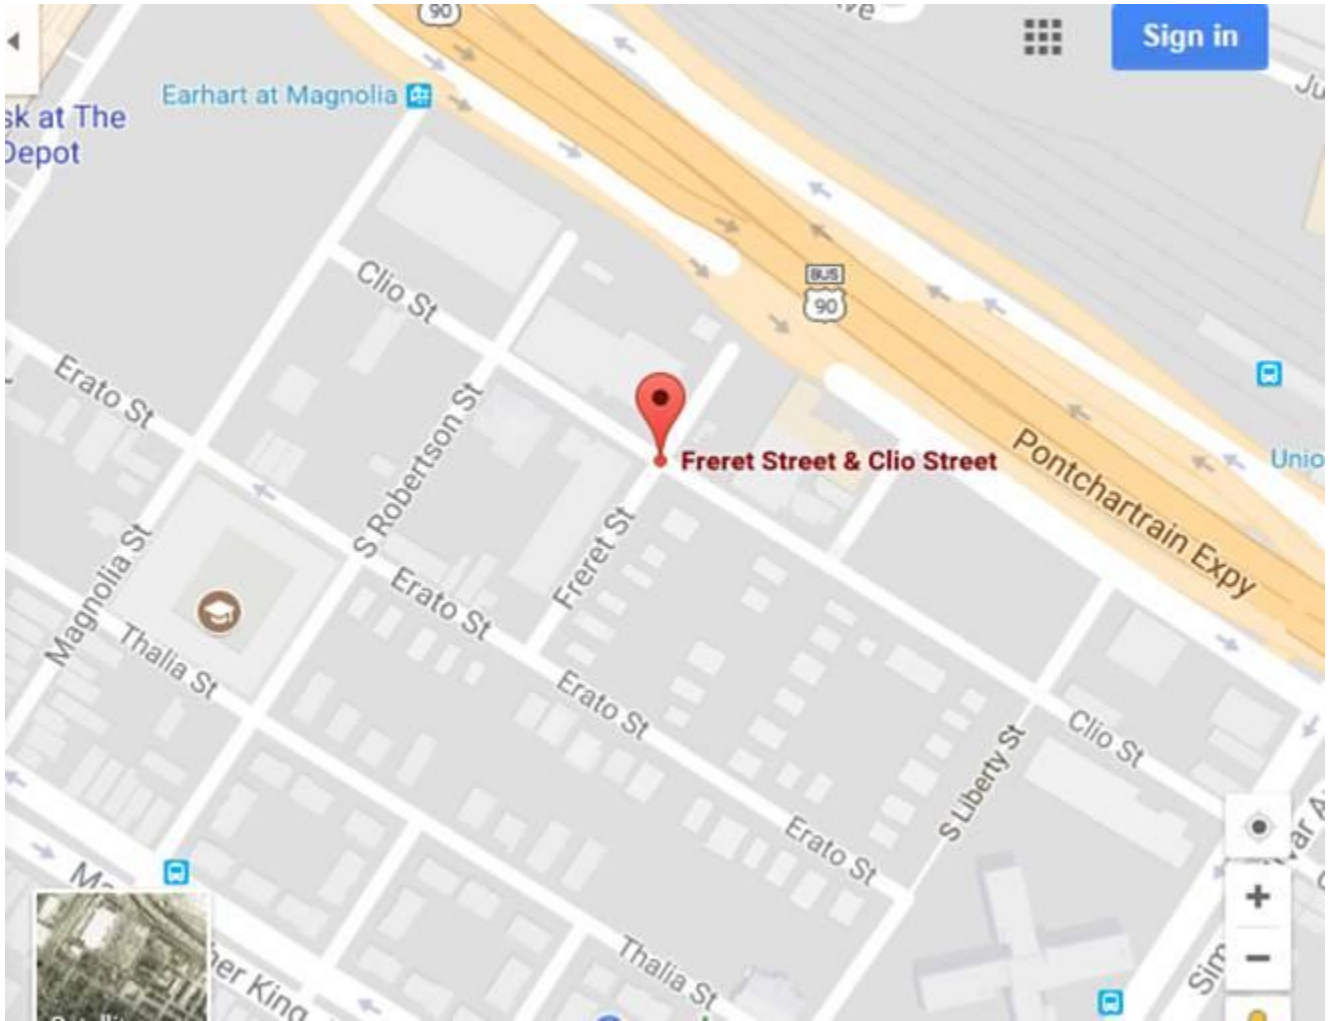 90
Sign in
Earhart at Magnolia
sk at The
Depot
BUS
90
Clio St
Erato St
S Robertson St
Freret Street & Clio Street
Pontchartrain Expy
Unio
Freret St
Magnolia St
Erato St
Thalia St
Erato St
S Liberty St
Clio St
Erato St
Thalia St
her King
Sim
+
−